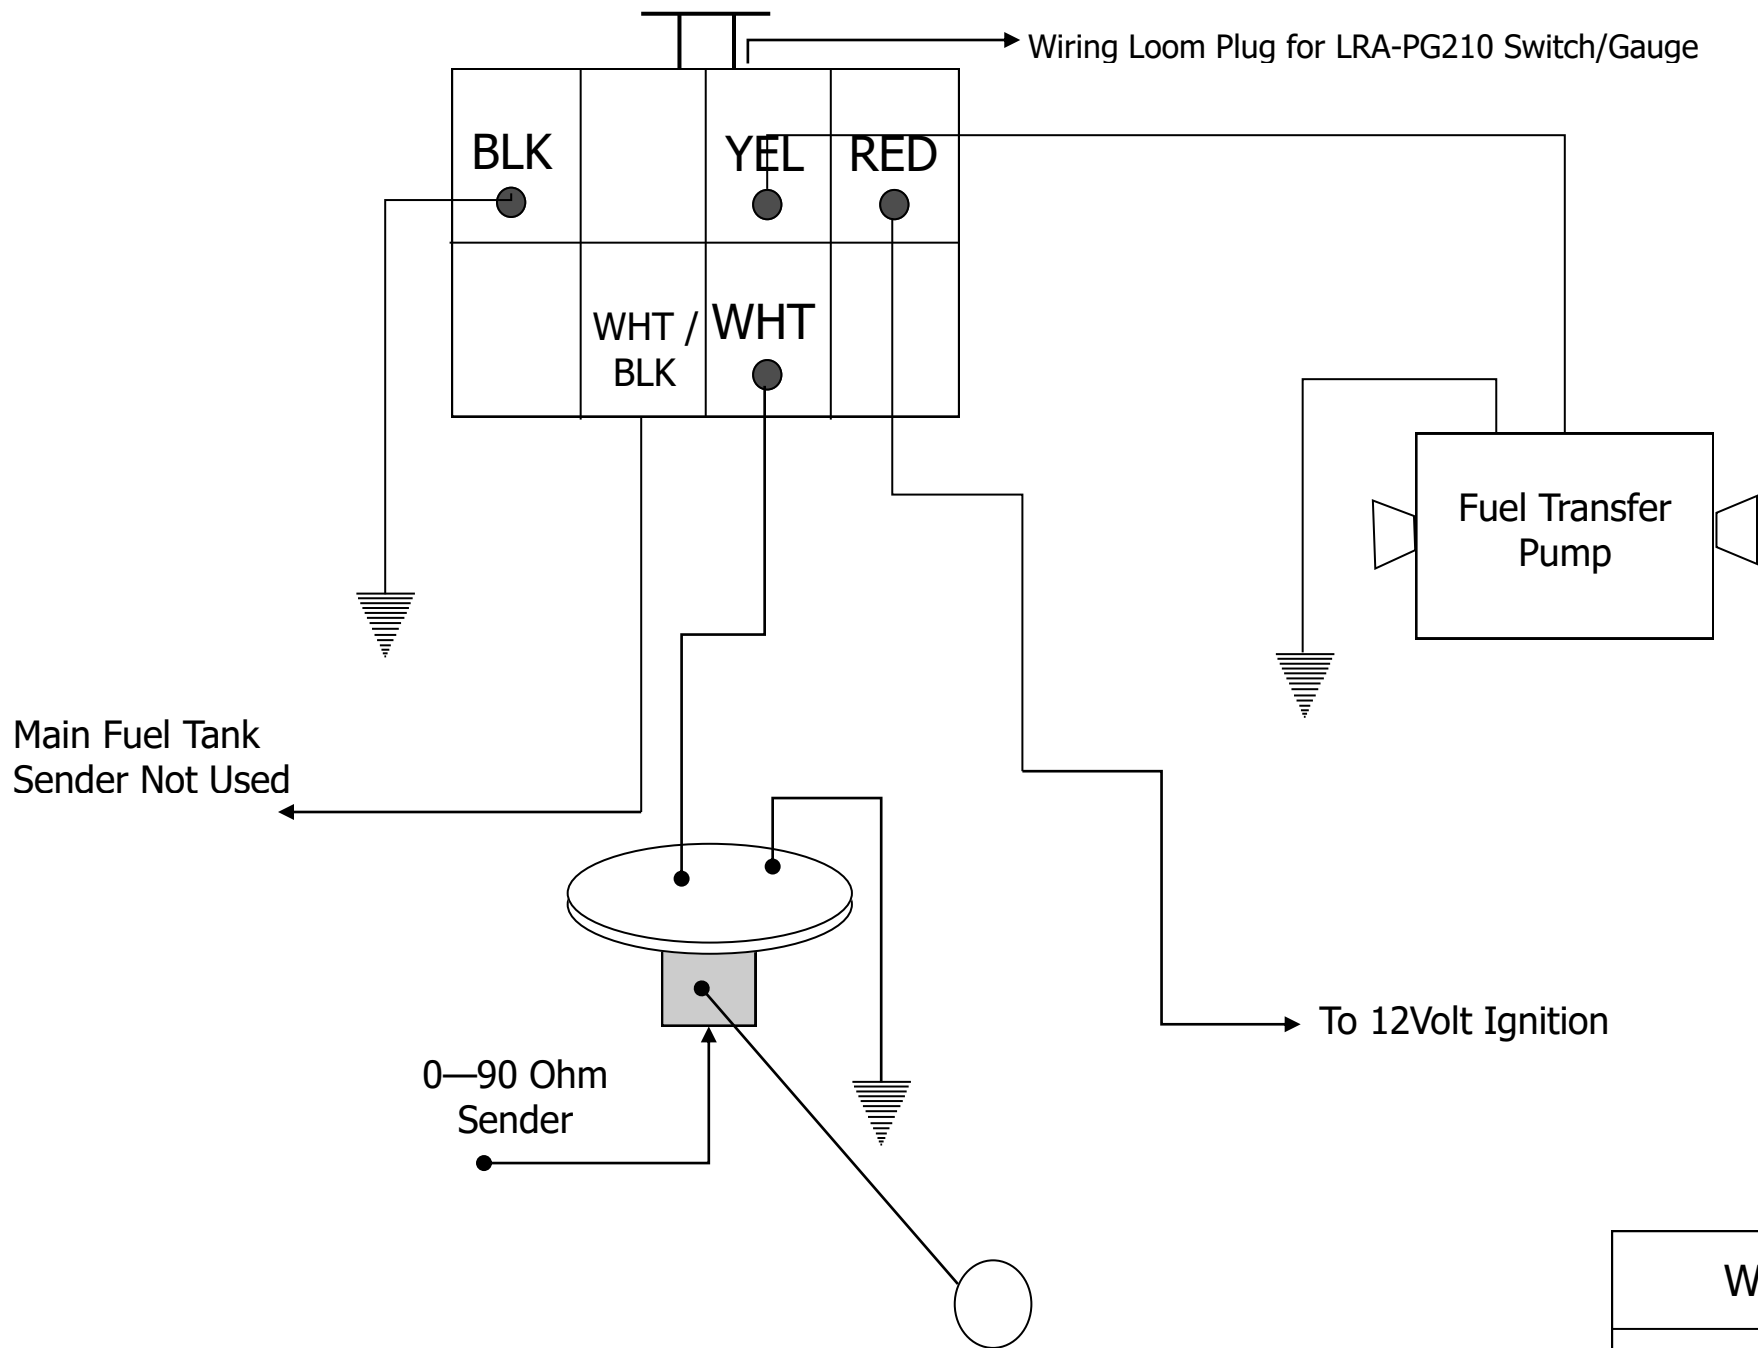 Wiring Loom Plug for LRA-PG210 Switch/Gauge
BLK
YEL
RED
WHT /
BLK
WHT
Fuel Transfer
Pump
Main Fuel Tank
Sender Not Used
To 12Volt Ignition
0—90 Ohm
Sender